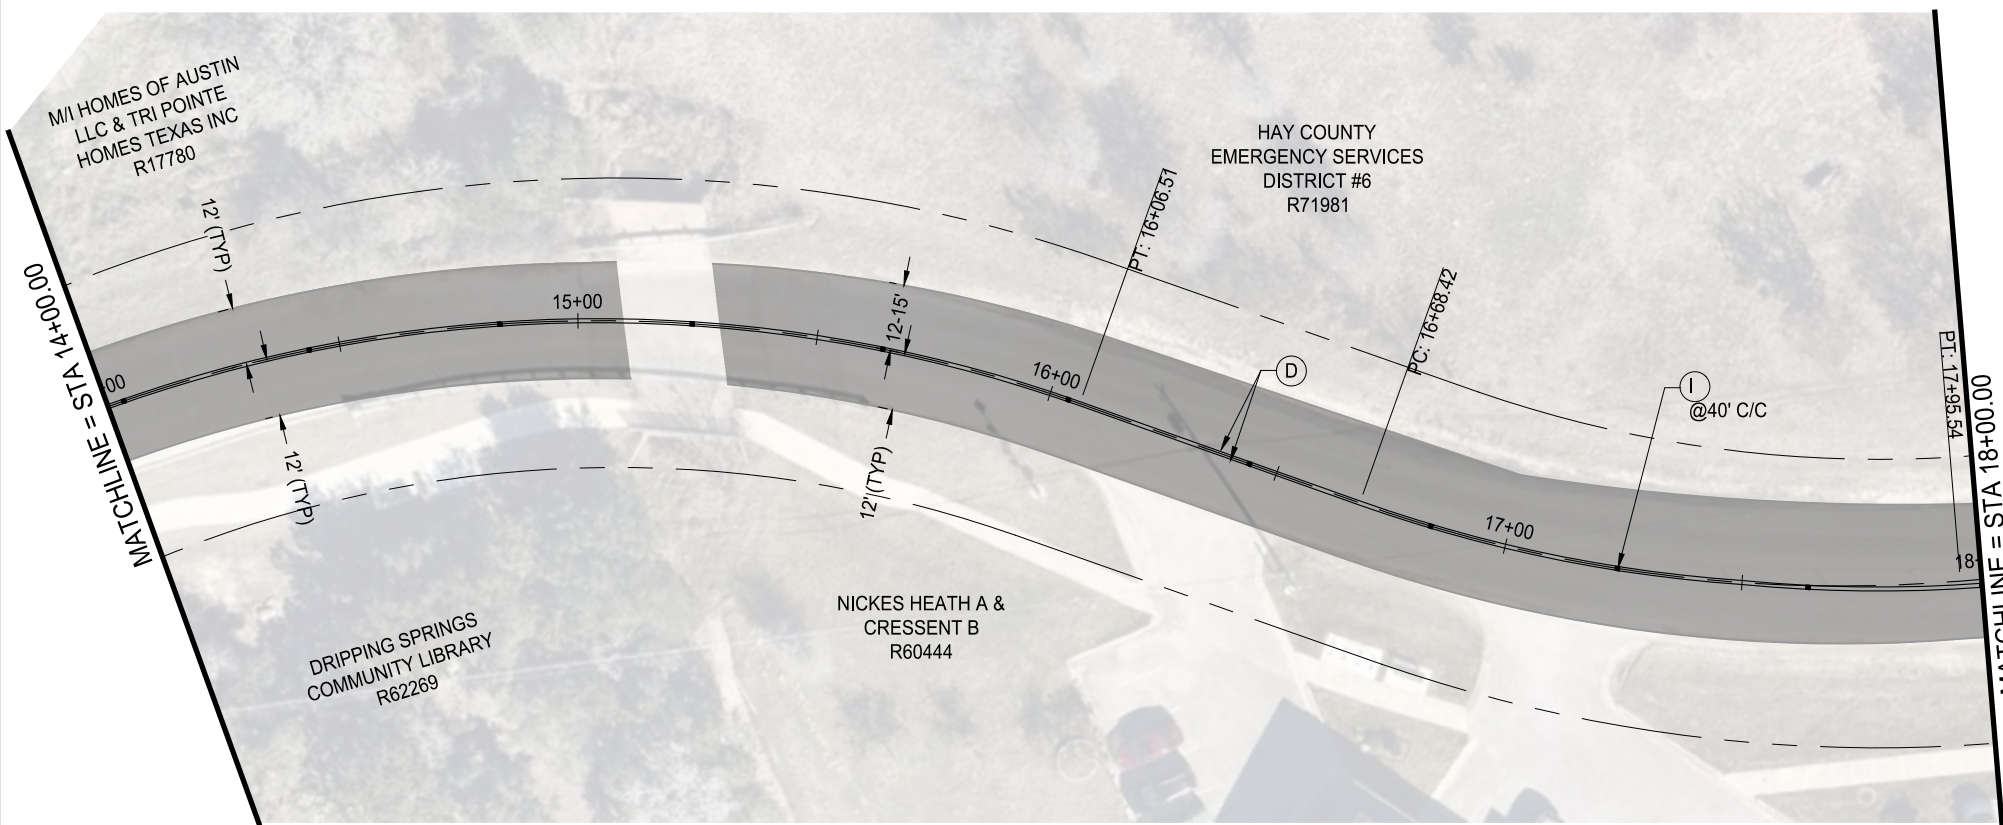 M/I HOMES OF AUSTIN
LLC & TRI POINTE
HOMES TEXAS INC
R17780
12' (TYP)
MATCHLINE = STA 14+00.00
00
12' (TYP)
15+00
12-15'
12' (TYP)
16+00
PT: 16+06.51
HAY COUNTY
EMERGENCY SERVICES
DISTRICT #6
R71981
D
PC: 16+68.42
17+00
I
@40' C/C
PT: 17+95.54
18+
MATCHLINE = STA 18+00.00
DRIPPING SPRINGS
COMMUNITY LIBRARY
R62269
NICKES HEATH A &
CRESSENT B
R60444